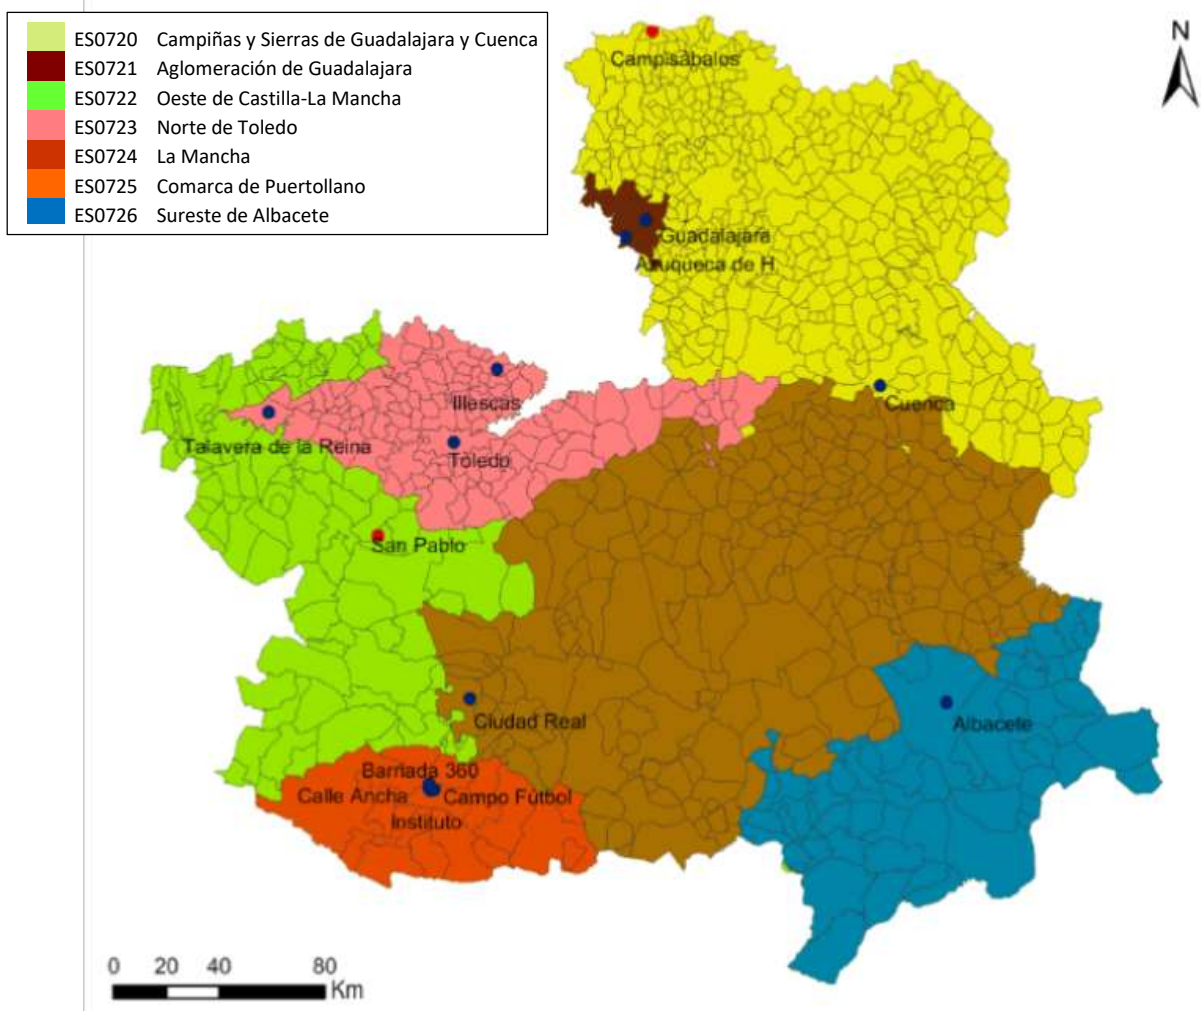 ES0720 Campiñas y Sierras de Guadalajara y Cuenca
ES0721 Aglomeración de Guadalajara
ES0722 Oeste de Castilla-La Mancha
ES0723 Norte de Toledo
ES0724 La Mancha
ES0725 Comarca de Puertollano
ES0726 Sureste de Albacete
N
Campisábalos
Guadalajara
Azuqueca de H
Illescas
Cuenca
Talavera de la Reina
Toledo
San Pablo
Ciudad Real
Albacete
Barriada 360
Calle Ancha
Campo Fútbol
Instituto
0 20 40 80
Km